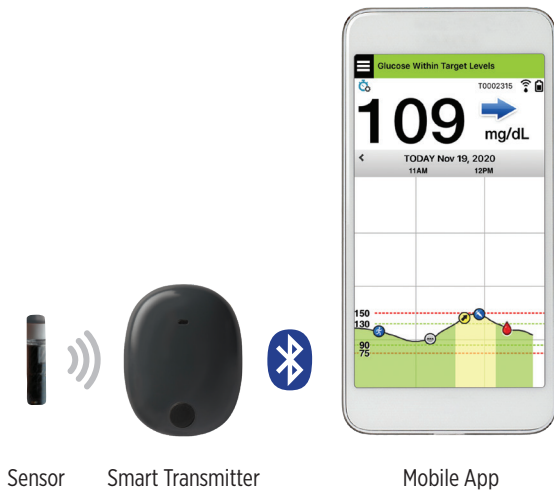 Glucose Within Target Levels
T0002315
109
mg/dL
TODAY Nov 19, 2020
11AM 12PM
150
130
90
75
Sensor Smart Transmitter Mobile App